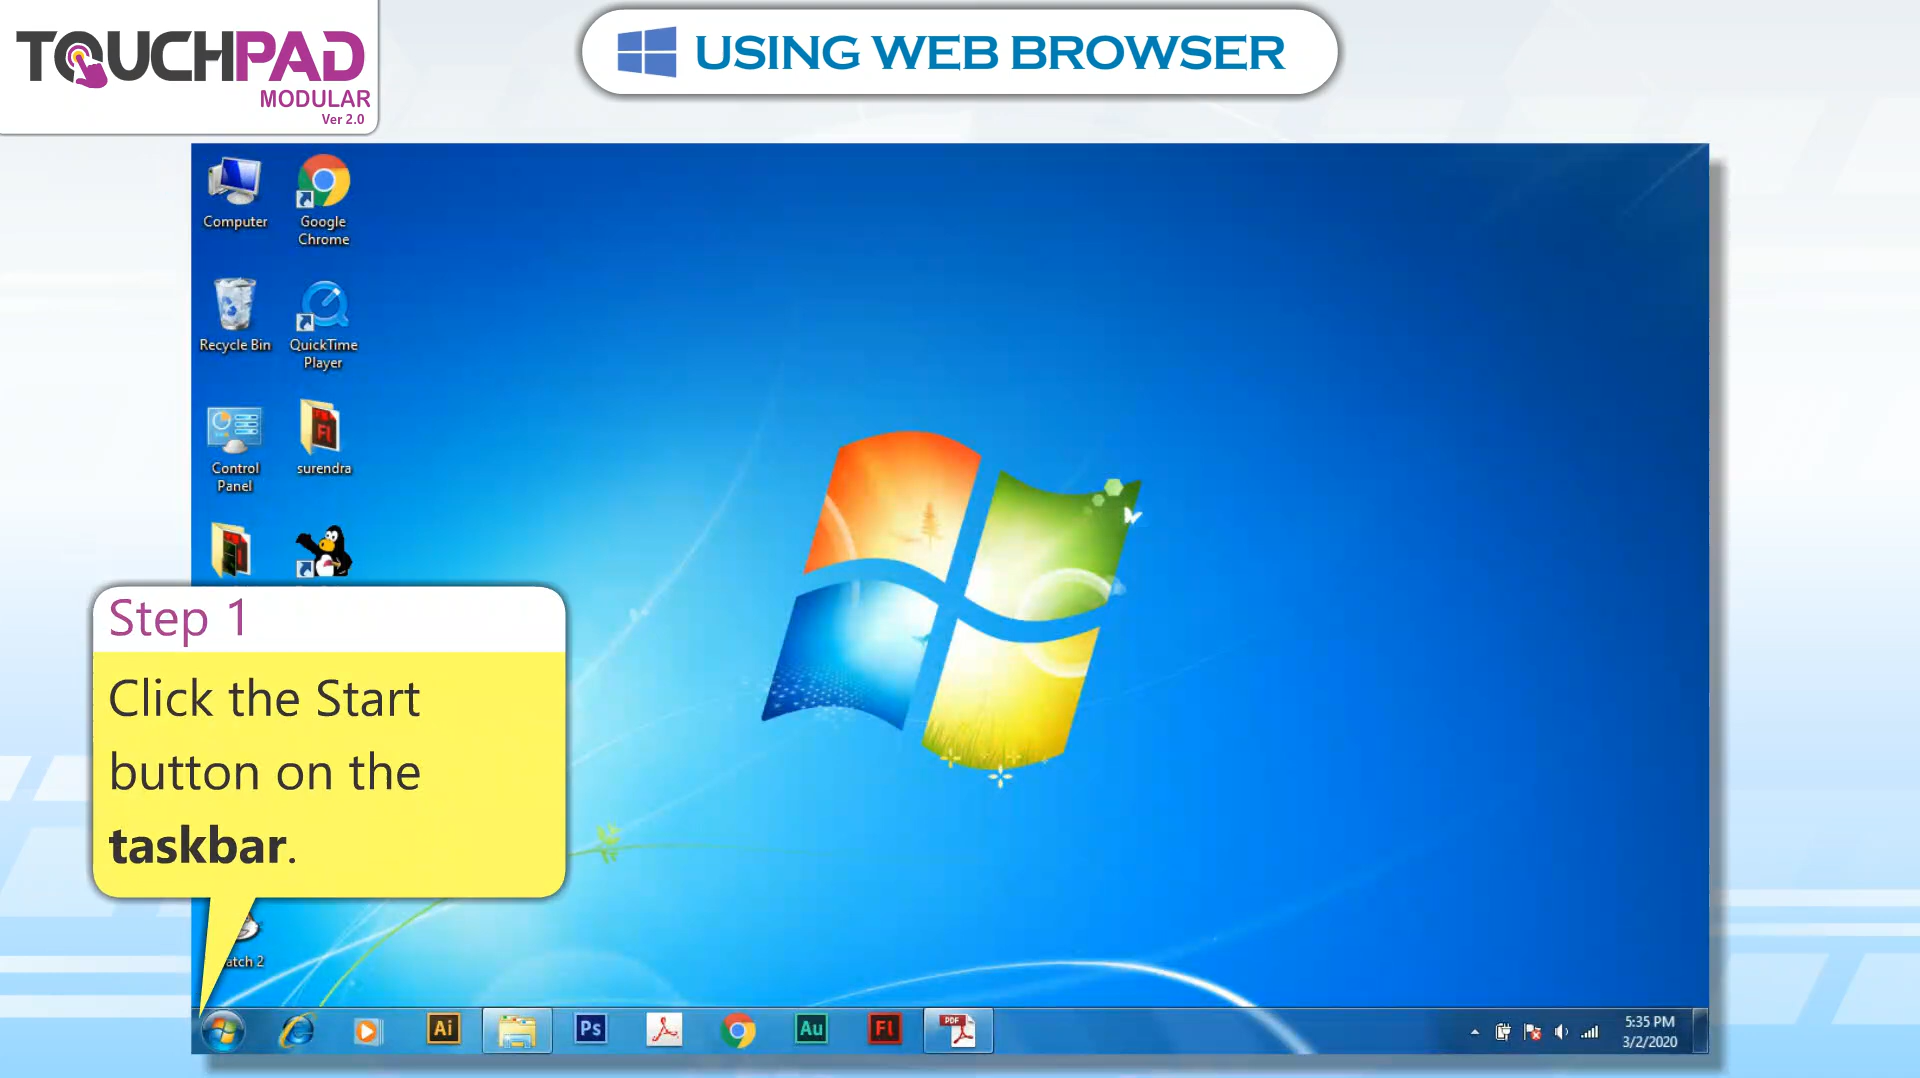 TOUCHPAD
MODULAR
Ver 2.0
USING WEB BROWSER
Computer
Google
Chrome
Recycle Bin
QuickTime
Player
Control
Panel
Fl
surendra
Step 1
Click the Start
button on the
taskbar.
atch 2
Ai
Ps
Au
Fl
PDF
5:35 PM
3/2/2020